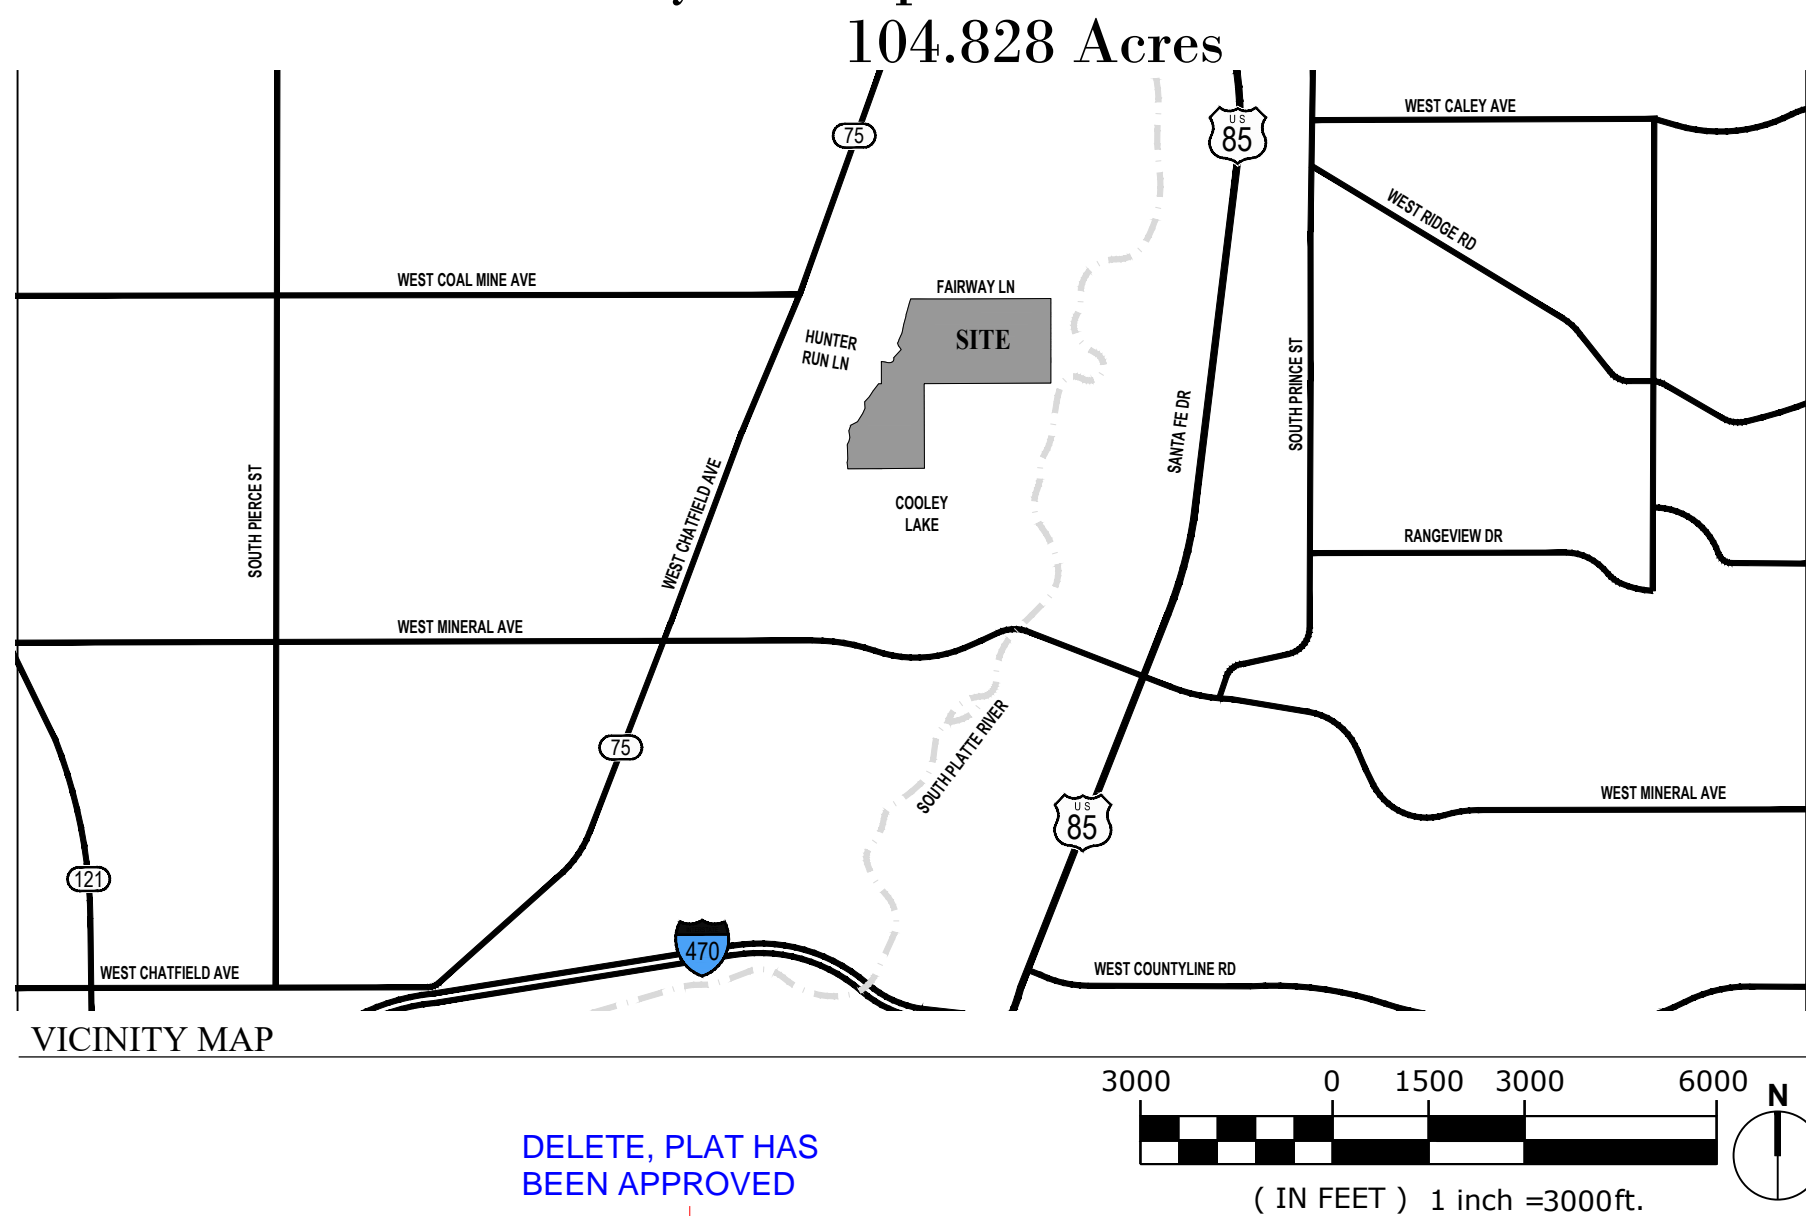 104.828 Acres
75
US
85
WEST CALEY AVE
WEST RIDGE RD
WEST COAL MINE AVE
FAIRWAY LN
HUNTER
RUN LN
SITE
SOUTH PRINCE ST
SANTA FE DR
SOUTH PIERCE ST
WEST CHATFIELD AVE
COOLEY
LAKE
RANGEVIEW DR
WEST MINERAL AVE
75
SOUTH PLATTE RIVER
US
85
WEST MINERAL AVE
121
470
WEST CHATFIELD AVE
WEST COUNTYLINE RD
VICINITY MAP
3000 0 1500 3000 6000
N
DELETE, PLAT HAS
BEEN APPROVED
( IN FEET ) 1 inch =3000ft.